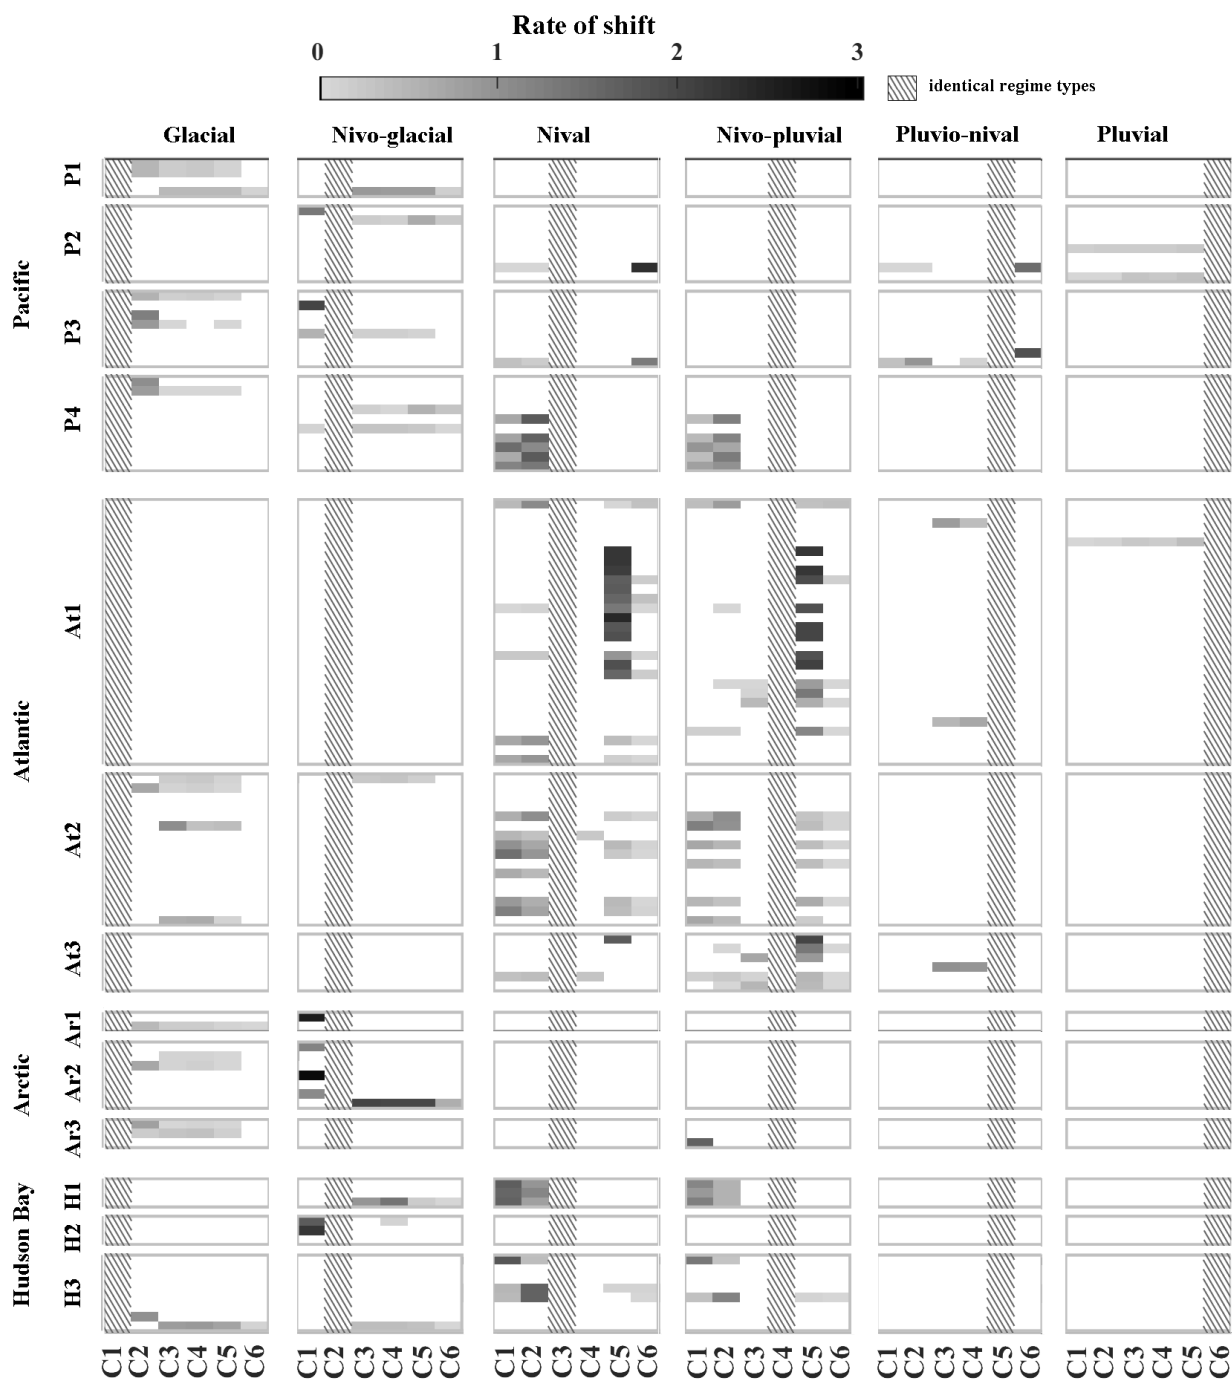 Rate of shift
0 1 2 3
identical regime types
Glacial Nivo-glacial Nival Nivo-pluvial Pluvio-nival Pluvial
Pacific
P1
P2
P3
P4
Atlantic
At1
At2
At3
Arctic
Ar1
Ar2
Ar3
Hudson Bay
H1
H2
H3
C1 C2 C3 C4 C5 C6 C1 C2 C3 C4 C5 C6 C1 C2 C3 C4 C5 C6 C1 C2 C3 C4 C5 C6 C1 C2 C3 C4 C5 C6 C1 C2 C3 C4 C5 C6